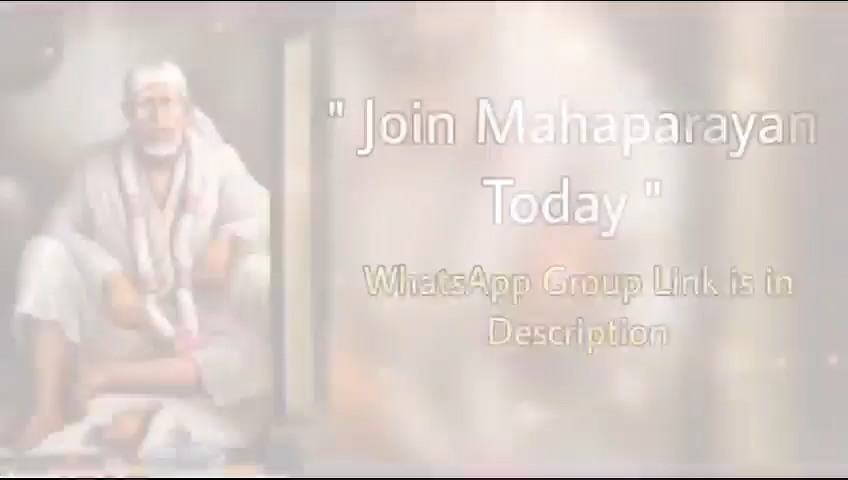 " Join Mahaparayan
Today "
WhatsApp Group Link is in
Description